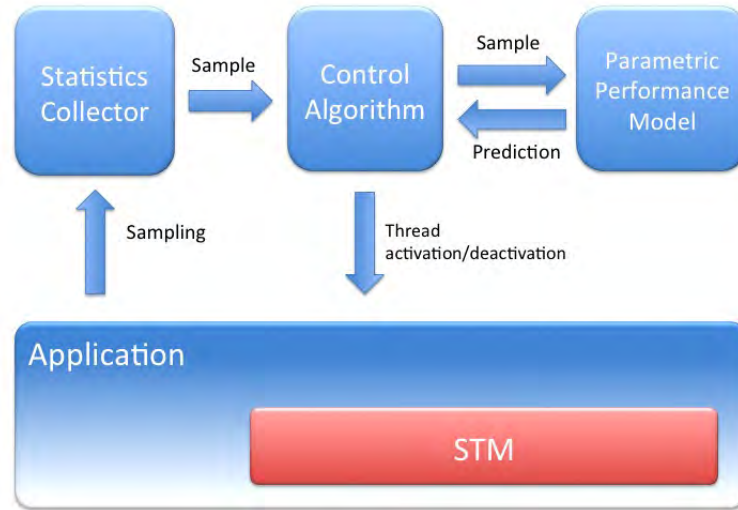 Statistics
Collector
Sample
Control
Algorithm
Sample
Prediction
Parametric
Performance
Model
Sampling
Thread
activation/deactivation
Application
STM